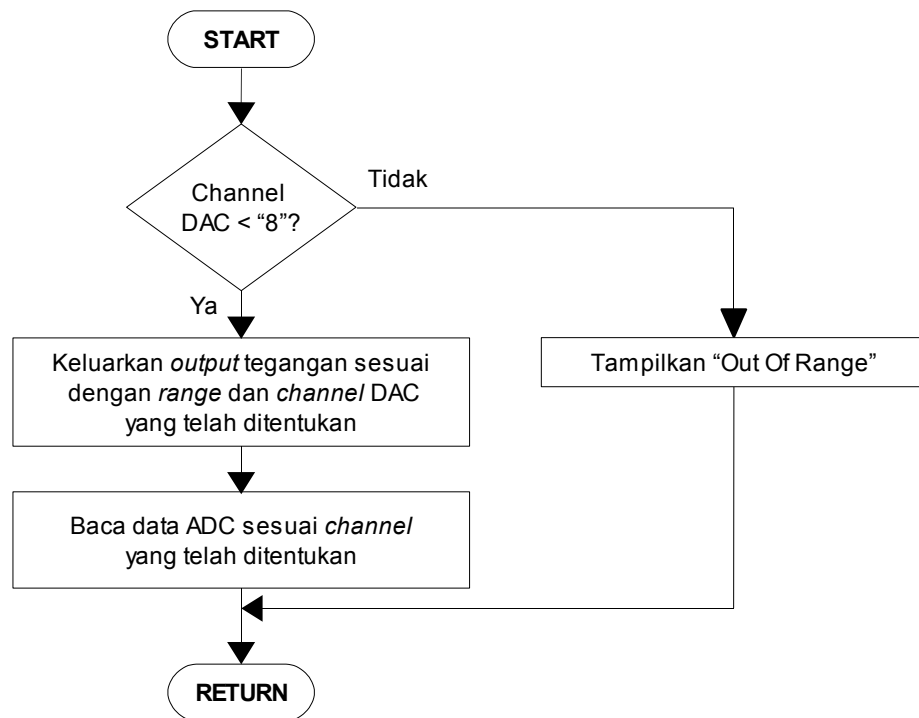 START
Channel
DAC < “8”?
Tidak
Ya
Keluarkan output tegangan sesuai
dengan range dan channel DAC
yang telah ditentukan
Tampilkan “Out Of Range”
Baca data ADC sesuai channel
yang telah ditentukan
RETURN